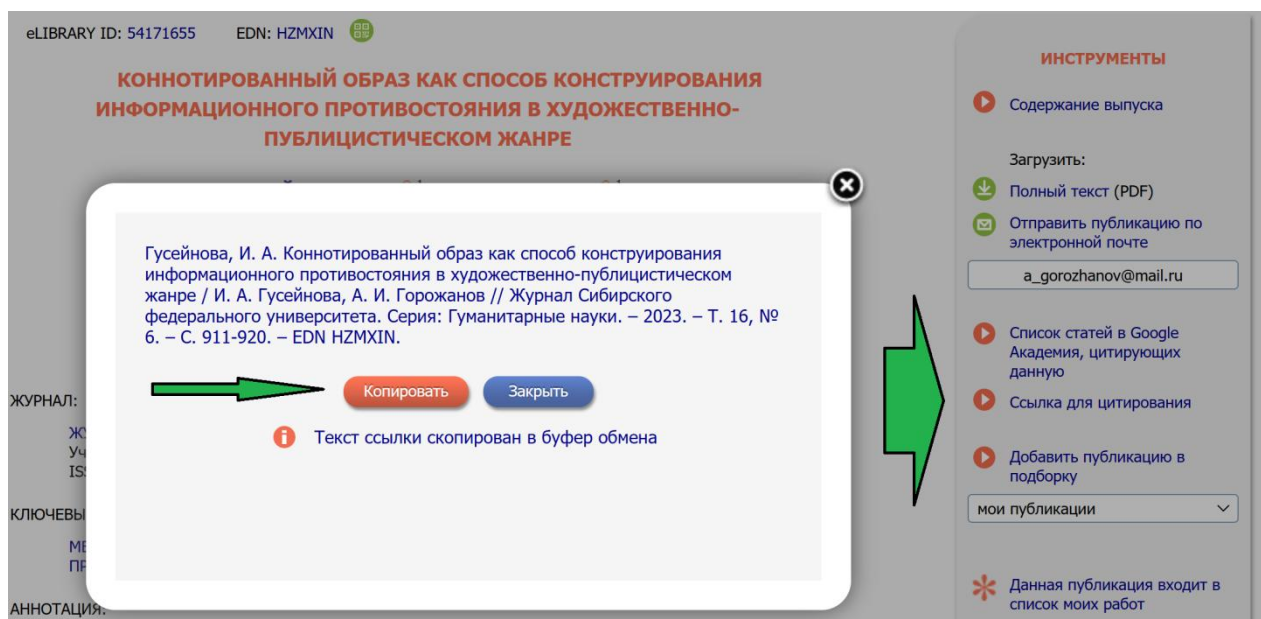 eLIBRARY ID: 54171655 EDN: HZMXIN
КОННОТИРОВАННЫЙ ОБРАЗ КАК СПОСОБ КОНСТРУИРОВАНИЯ
ИНФОРМАЦИОННОГО ПРОТИВОСТОЯНИЯ В ХУДОЖЕСТВЕННО-
ПУБЛИЦИСТИЧЕСКОМ ЖАНРЕ
Гусейнова, И. А. Коннотированный образ как способ конструирования
информационного противостояния в художественно-публицистическом
жанре / И. А. Гусейнова, А. И. Горожанов // Журнал Сибирского
федерального университета. Серия: Гуманитарные науки. – 2023. – Т. 16, №
6. – С. 911-920. – EDN HZMXIN.
Копировать Закрыть
Текст ссылки скопирован в буфер обмена
ЖУРНАЛ:
КЛЮЧЕВЫ
АННОТАЦИЯ:
ИНСТРУМЕНТЫ
Содержание выпуска
Загрузить:
Полный текст (PDF)
Отправить публикацию по
электронной почте
a_gorozhanov@mail.ru
Список статей в Google
Академия, цитирующих
данную
Ссылка для цитирования
Добавить публикацию в
подборку
мои публикации
Данная публикация входит в
список моих работ